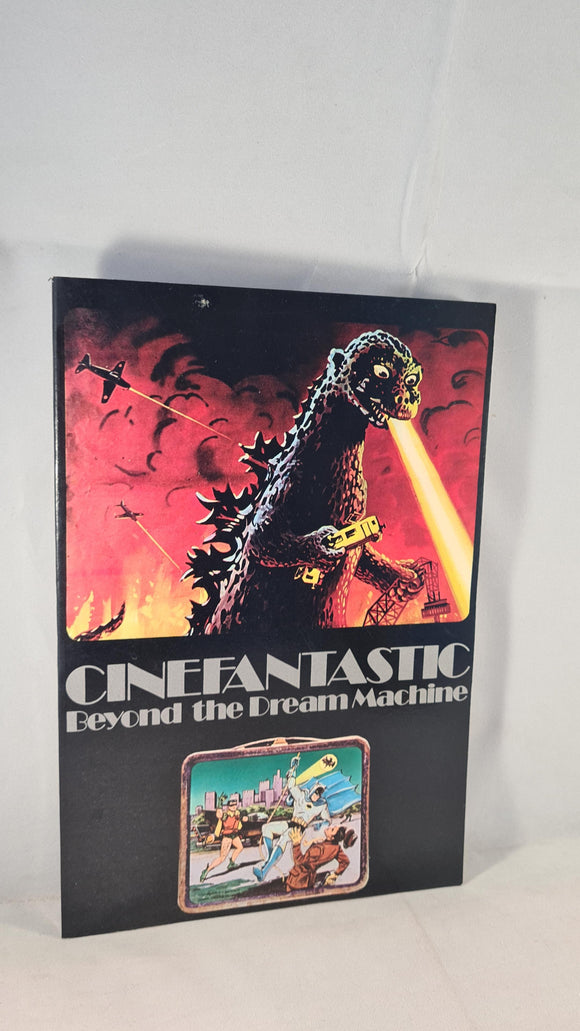 CINEFANTASTIC
Beyond the Dream Machine